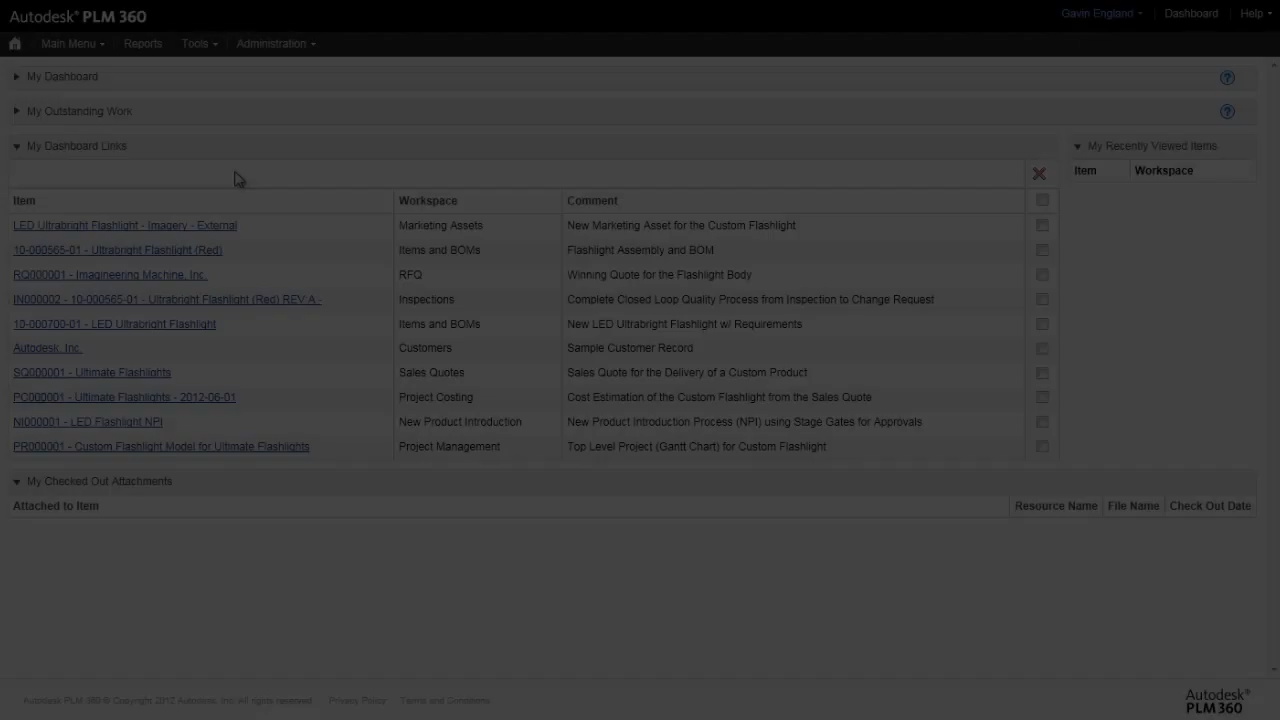 Autodesk® PLM 360
Gavin England
Dashboard
Help
Main Menu
Reports
Tools
Administration
My Dashboard
My Outstanding Work
My Dashboard Links
My Recently Viewed Items
Item Workspace
Item Workspace Comment
LED Ultrabright Flashlight - Imagery - External Marketing Assets New Marketing Asset for the Custom Flashlight
10-000565-01 - Ultrabright Flashlight (Red) Items and BOMs Flashlight Assembly and BOM
RQ000001 - Imagineering Machine, Inc. RFQ Winning Quote for the Flashlight Body
IN000002 - 10-000565-01 - Ultrabright Flashlight (Red) REV A - Inspections Complete Closed Loop Quality Process from Inspection to Change Request
10-000700-01 - LED Ultrabright Flashlight Items and BOMs New LED Ultrabright Flashlight w/ Requirements
Autodesk, Inc. Customers Sample Customer Record
SQ000001 - Ultimate Flashlights Sales Quotes Sales Quote for the Delivery of a Custom Product
PC000001 - Ultimate Flashlights - 2012-06-01 Project Costing Cost Estimation of the Custom Flashlight from the Sales Quote
NI000001 - LED Flashlight NPI New Product Introduction New Product Introduction Process (NPI) using Stage Gates for Approvals
PR000001 - Custom Flashlight Model for Ultimate Flashlights Project Management Top Level Project (Gantt Chart) for Custom Flashlight
My Checked Out Attachments
Attached to Item Resource Name File Name Check Out Date
Autodesk PLM 360 © Copyright 2012 Autodesk, Inc. All rights reserved. Privacy Policy Terms and Conditions
Autodesk®
PLM 360